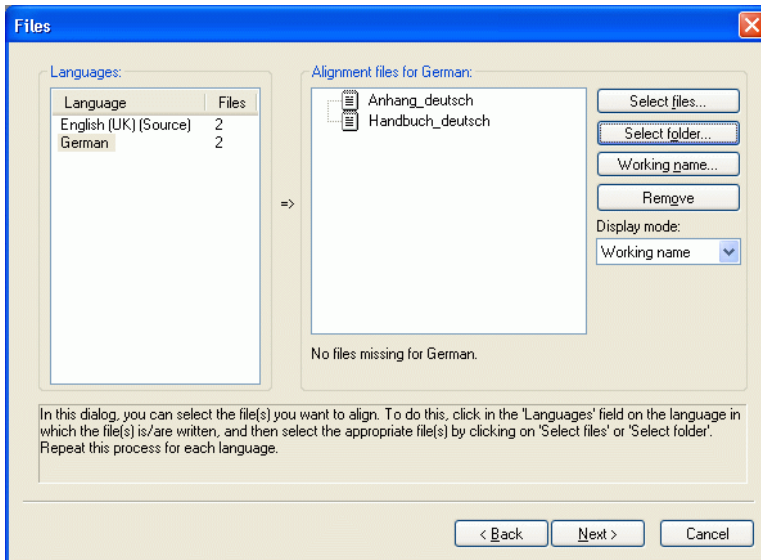 Files
Languages:
Language Files
English (UK) (Source) 2
German 2
=>
Alignment files for German:
Anhang_deutsch
Handbuch_deutsch
No files missing for German.
Select files...
Select folder...
Working name...
Remove
Display mode:
Working name
In this dialog, you can select the file(s) you want to align. To do this, click in the 'Languages' field on the language in
which the file(s) is/are written, and then select the appropriate file(s) by clicking on 'Select files' or 'Select folder'.
Repeat this process for each language.
< Back
Next >
Cancel